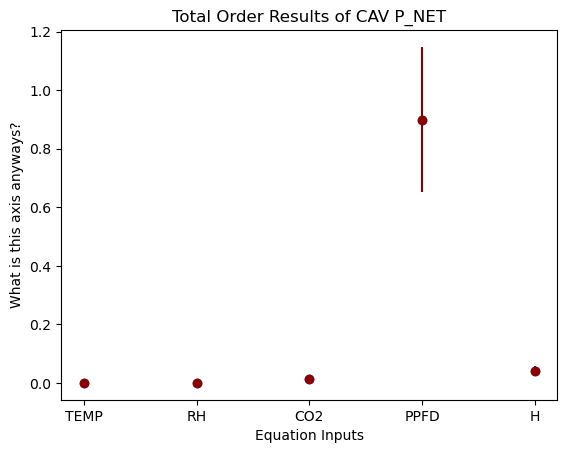 Total Order Results of CAV P_NET
What is this axis anyways?
1.2
1.0
0.8
0.6
0.4
0.2
0.0
TEMP RH CO2 PPFD H
Equation Inputs